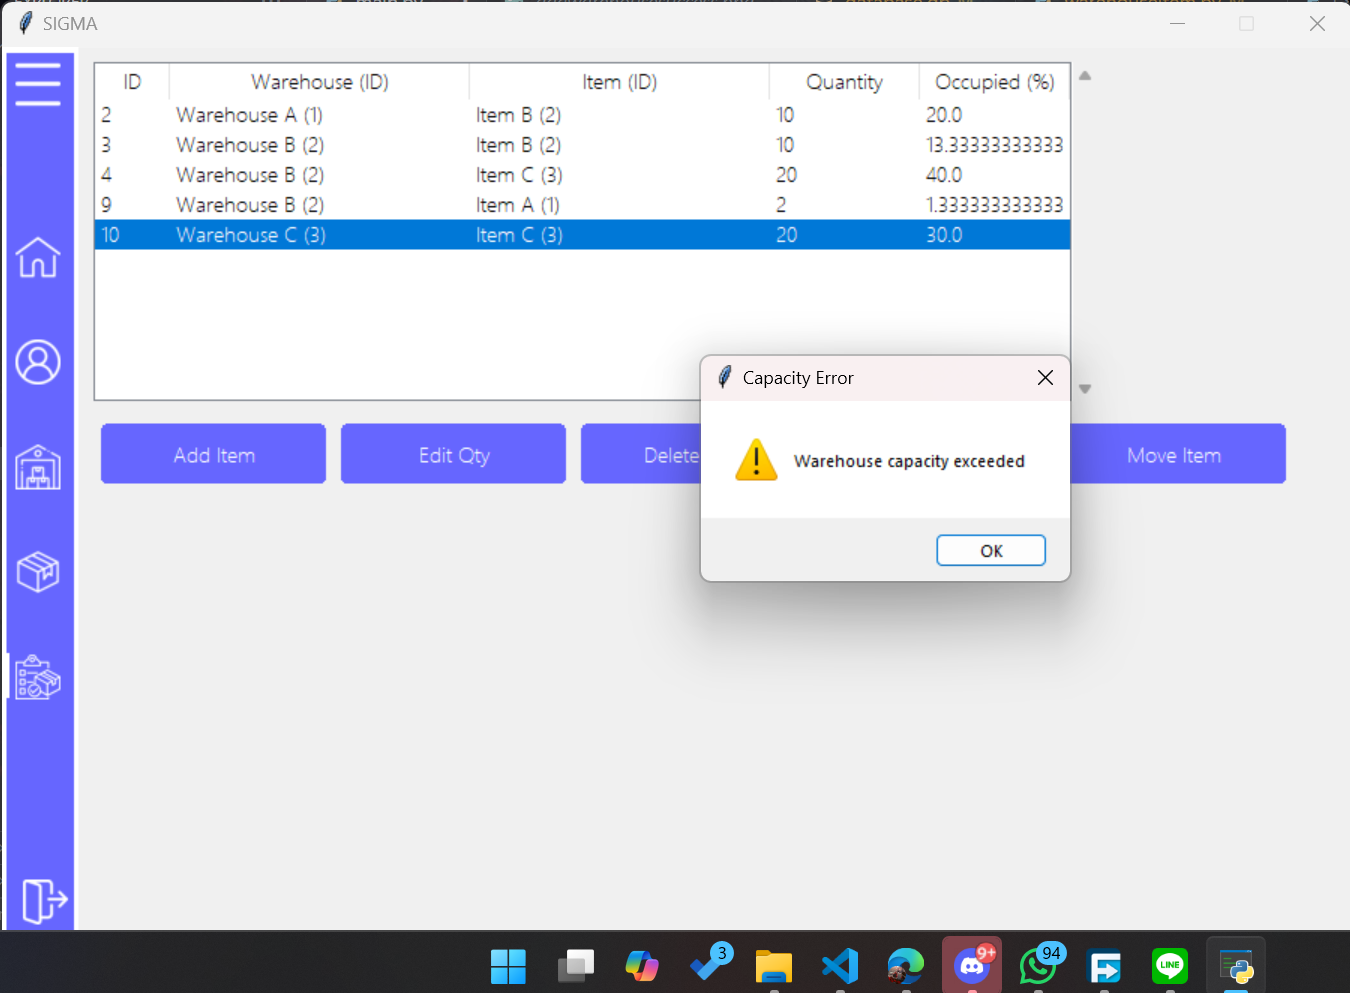 SIGMA
ID Warehouse (ID) Item (ID) Quantity Occupied (%)
2 Warehouse A (1) Item B (2) 10 20.0
3 Warehouse B (2) Item B (2) 10 13.33333333333
4 Warehouse B (2) Item C (3) 20 40.0
9 Warehouse B (2) Item A (1) 2 1.333333333333
10 Warehouse C (3) Item C (3) 20 30.0
Capacity Error
Warehouse capacity exceeded
OK
Add Item Edit Qty Delete Move Item
3 9+ 94 LINE